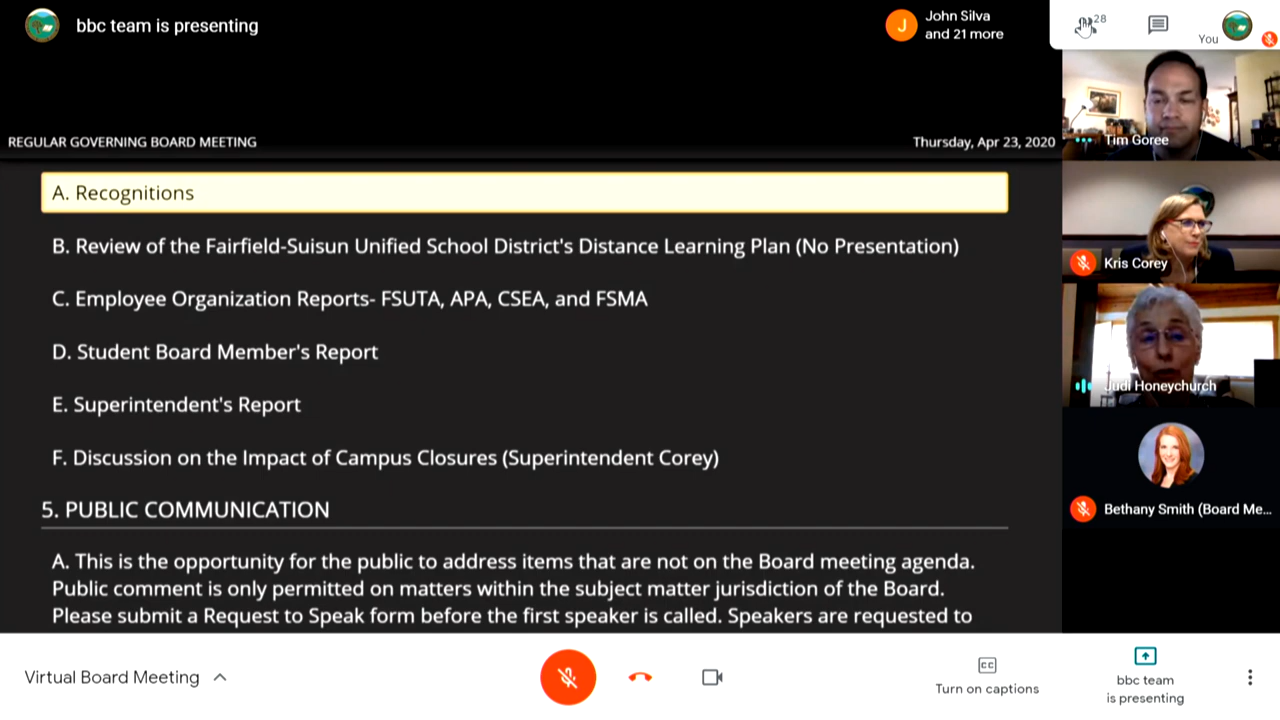 bbc team is presenting
J
John Silva
and 21 more
28
You
REGULAR GOVERNING BOARD MEETING
Thursday, Apr 23, 2020
Tim Goree
A. Recognitions
B. Review of the Fairfield-Suisun Unified School District's Distance Learning Plan (No Presentation)
Kris Corey
C. Employee Organization Reports- FSUTA, APA, CSEA, and FSMA
D. Student Board Member's Report
Judi Honeychurch
E. Superintendent's Report
F. Discussion on the Impact of Campus Closures (Superintendent Corey)
5. PUBLIC COMMUNICATION
Bethany Smith (Board Me...
A. This is the opportunity for the public to address items that are not on the Board meeting agenda.
Public comment is only permitted on matters within the subject matter jurisdiction of the Board.
Please submit a Request to Speak form before the first speaker is called. Speakers are requested to
Virtual Board Meeting
CC
Turn on captions
bbc team
is presenting